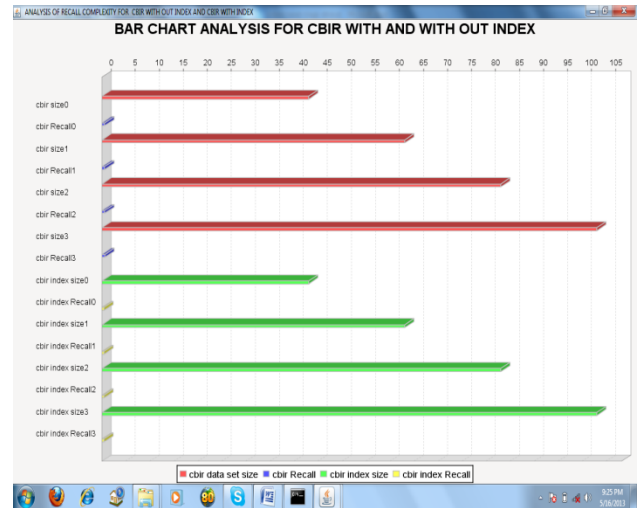 ANALYSIS OF RECALL COMPLEXITY FOR CBIR WITH OUT INDEX AND CBIR WITH INDEX
BAR CHART ANALYSIS FOR CBIR WITH AND WITH OUT INDEX
0 5 10 15 20 25 30 35 40 45 50 55 60 65 70 75 80 85 90 95 100 105
cbir size0
cbir Recall0
cbir size1
cbir Recall1
cbir size2
cbir Recall2
cbir size3
cbir Recall3
cbir index size0
cbir index Recall0
cbir index size1
cbir index Recall1
cbir index size2
cbir index Recall2
cbir index size3
cbir index Recall3
cbir data set size cbir Recall cbir index size cbir index Recall
9:25 PM
5/18/2013